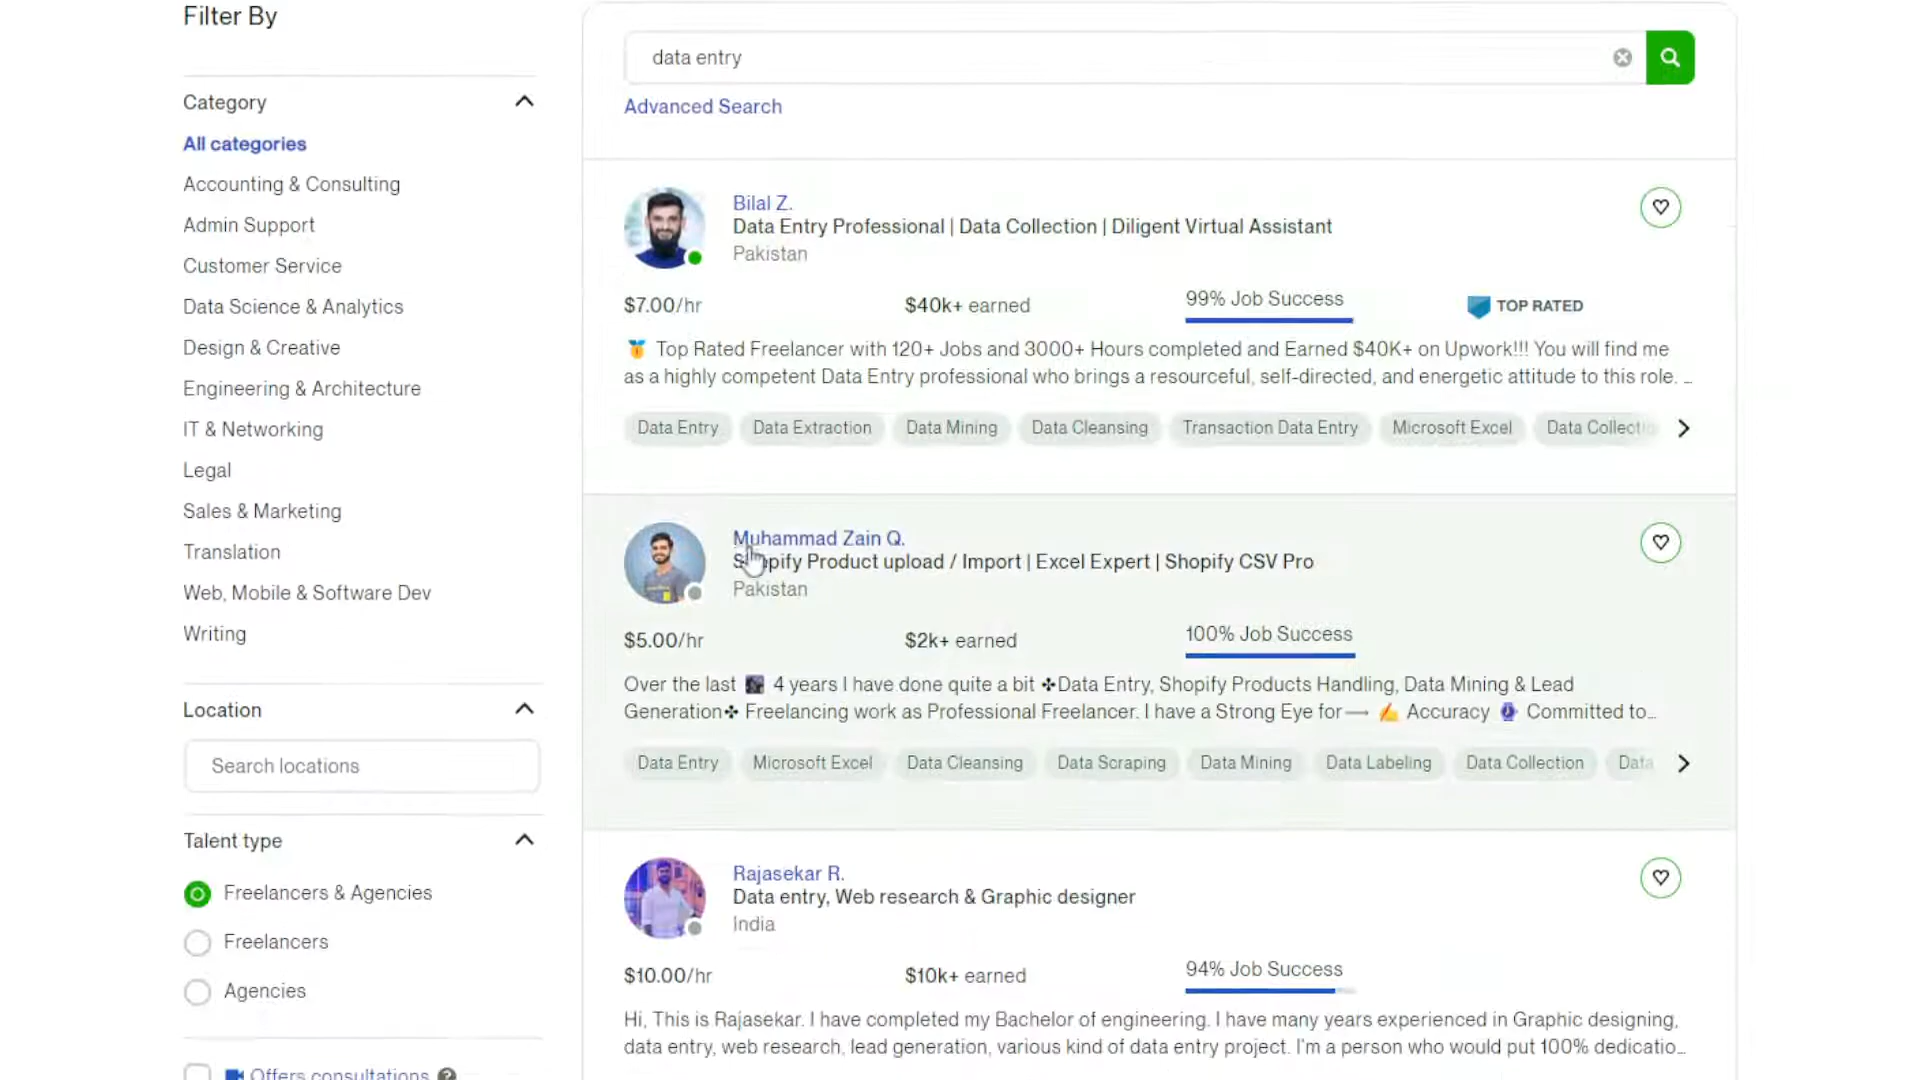 Filter By
Category
All categories
Accounting & Consulting
Admin Support
Customer Service
Data Science & Analytics
Design & Creative
Engineering & Architecture
IT & Networking
Legal
Sales & Marketing
Translation
Web, Mobile & Software Dev
Writing
Location
Search locations
Talent type
Freelancers & Agencies
Freelancers
Agencies
Offers consultations
data entry
Advanced Search
Bilal Z.
Data Entry Professional | Data Collection | Diligent Virtual Assistant
Pakistan
$7.00/hr $40k+ earned 99% Job Success TOP RATED
Top Rated Freelancer with 120+ Jobs and 3000+ Hours completed and Earned $40K+ on Upwork!!! You will find me
as a highly competent Data Entry professional who brings a resourceful, self-directed, and energetic attitude to this role. ...
Data Entry Data Extraction Data Mining Data Cleansing Transaction Data Entry Microsoft Excel Data Collecti
Muhammad Zain Q.
Shopify Product upload / Import | Excel Expert | Shopify CSV Pro
Pakistan
$5.00/hr $2k+ earned 100% Job Success
Over the last 4 years I have done quite a bit ✣Data Entry, Shopify Products Handling, Data Mining & Lead
Generation✣ Freelancing work as Professional Freelancer. I have a Strong Eye for— ✍ Accuracy ⌚ Committed to...
Data Entry Microsoft Excel Data Cleansing Data Scraping Data Mining Data Labeling Data Collection Data
Rajasekar R.
Data entry, Web research & Graphic designer
India
$10.00/hr $10k+ earned 94% Job Success
Hi, This is Rajasekar. I have completed my Bachelor of engineering. I have many years experienced in Graphic designing,
data entry, web research, lead generation, various kind of data entry project. I'm a person who would put 100% dedicatio...